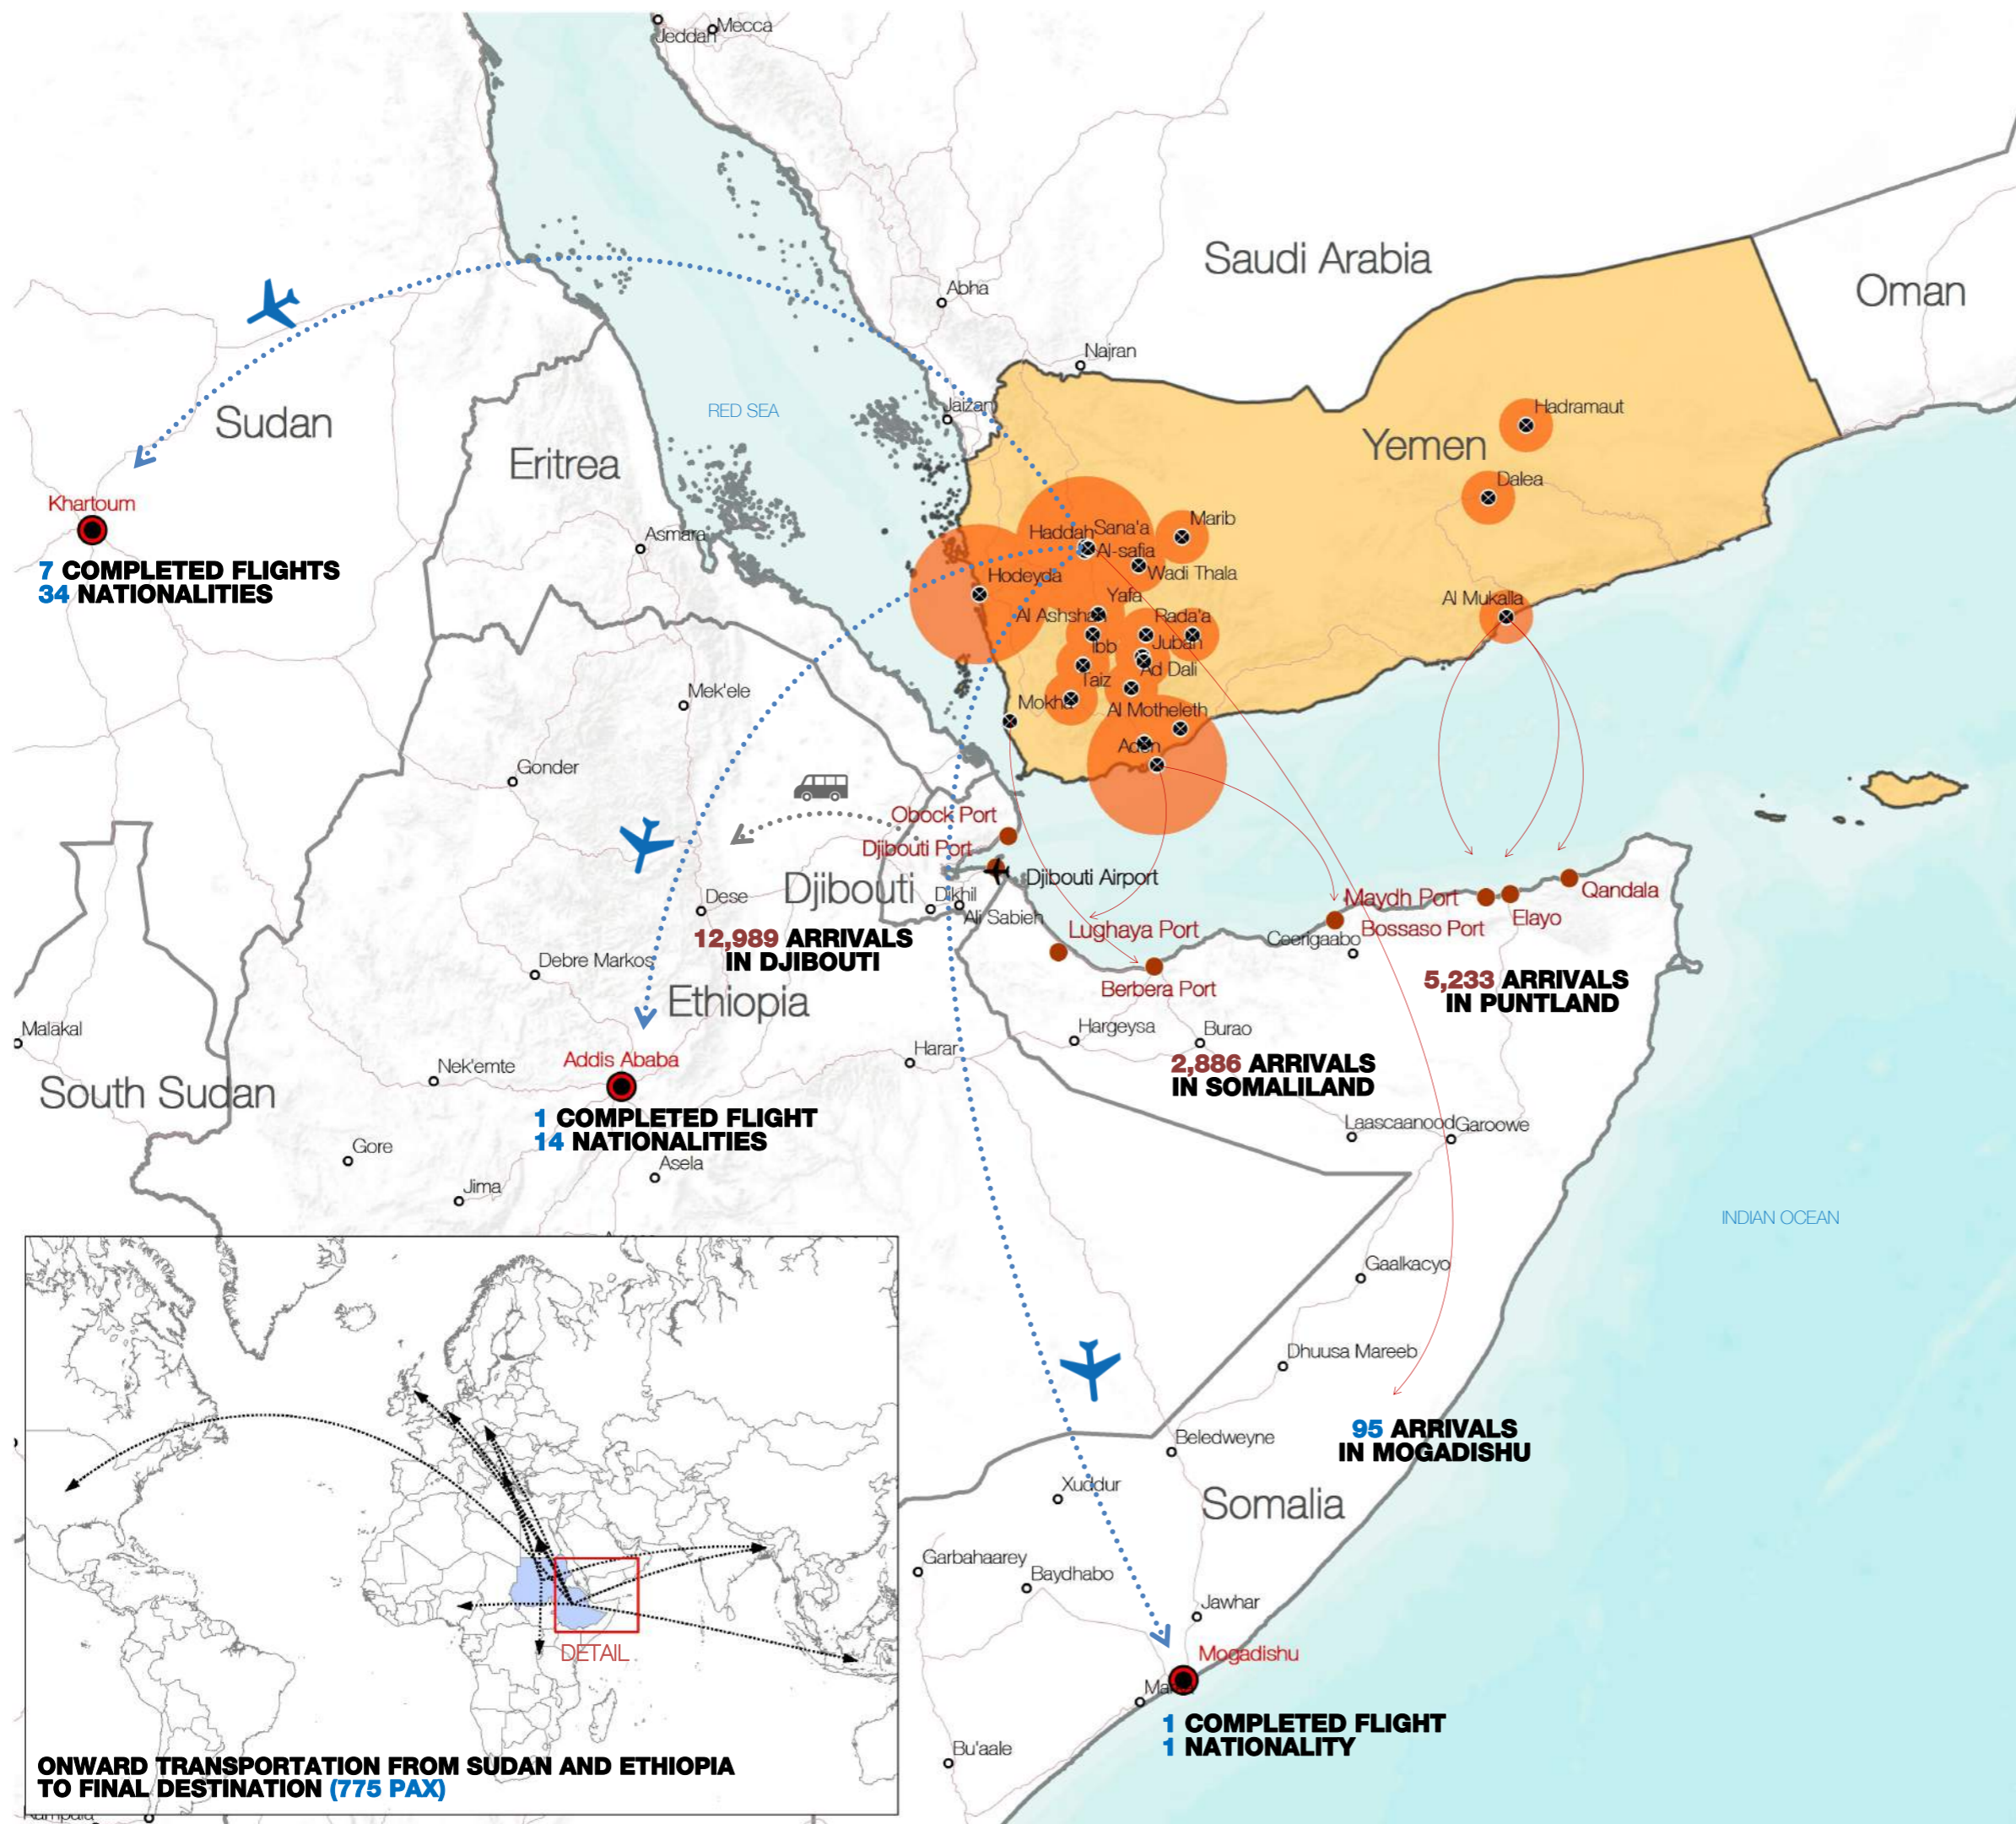 Mecca
Jeddah
Saudi Arabia
Oman
Abha
Najran
Jaizan
RED SEA
Sudan
Eritrea
Yemen
Hadramaut
Dalea
Khartoum
7 COMPLETED FLIGHTS
34 NATIONALITIES
Asmara
Haddah
Sana'a
Marib
Al-safia
Wadi Thala
Hodeyda
Yafa
Al Mukalla
Rada'a
Ibb
Juban
Ad Dali
Taiz
Mokha
Al Motheleth
Aden
Mek'ele
Gonder
Obock Port
Djibouti Port
Djibouti Airport
Djibouti
Dikhil
Ali Sabieh
Dese
12,989 ARRIVALS
IN DJIBOUTI
Lughaya Port
Maydh Port
Qandala
Elayo
Bossaso Port
Ceerigaabo
Debre Markos
5,233 ARRIVALS
IN PUNTLAND
Berbera Port
Ethiopia
Malakal
Hargeysa
Burao
Harar
Addis Ababa
Nek'emte
2,886 ARRIVALS
IN SOMALILAND
South Sudan
1 COMPLETED FLIGHT
14 NATIONALITIES
Laascaanood
Garoowe
Gore
Asela
Jima
INDIAN OCEAN
Gaalkacyo
Dhuusa Mareeb
95 ARRIVALS
IN MOGADISHU
Beledweyne
Xuddur
Somalia
Garbahaarey
Baydhabo
Jawhar
DETAIL
Mogadishu
1 COMPLETED FLIGHT
1 NATIONALITY
Bu'aale
ONWARD TRANSPORTATION FROM SUDAN AND ETHIOPIA
TO FINAL DESTINATION (775 PAX)